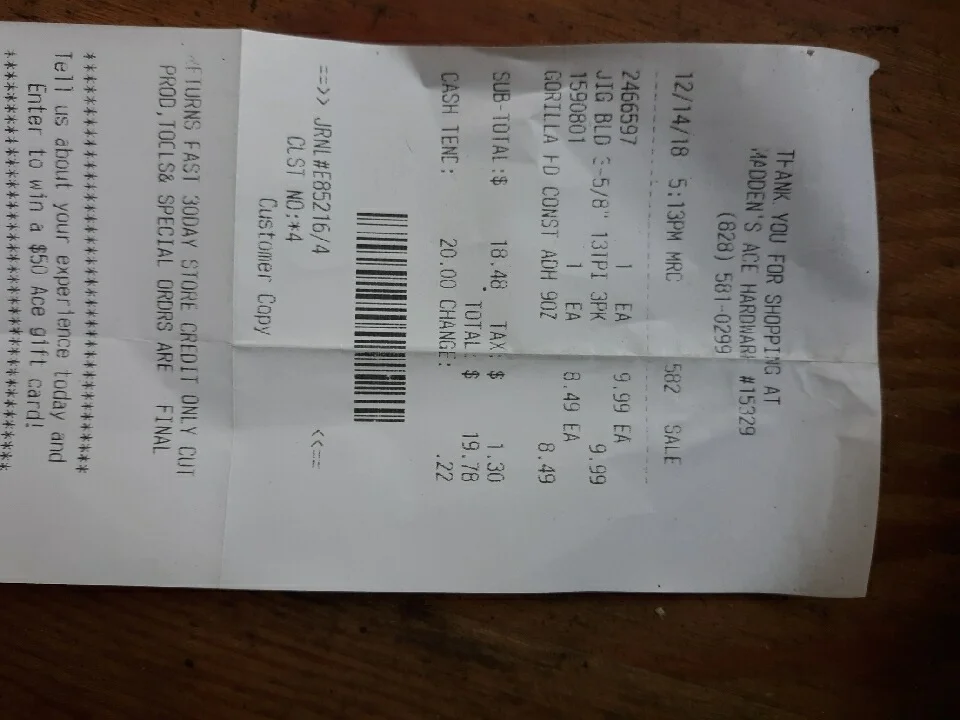 THANK YOU FOR SHOPPING AT
MADDEN'S ACE HARDWAR #15329
(828) 581-0299
12/14/18 5:13PM MRC 582 SALE
2466597 1 EA 9.99 EA
JIG BLD 3-5/8" 13TPI 3PK 9.99
1590801 1 EA 8.49 EA
GORILLA HD CONST ADH 9OZ 8.49
SUB-TOTAL:$ 18.48 TAX: $ 1.30
TOTAL: $ 19.78
CASH TEND: 20.00 CHANGE: .22
==>> JRNL#E85216/4 <<==
CUST NO:*4
Customer Copy
RETURNS FAST 30DAY STORE CREDIT ONLY CUT
PROD,TOOLS& SPECIAL ORDRS ARE FINAL
****************************************
Tell us about your experience today and
Enter to win a $50 Ace gift card!
****************************************